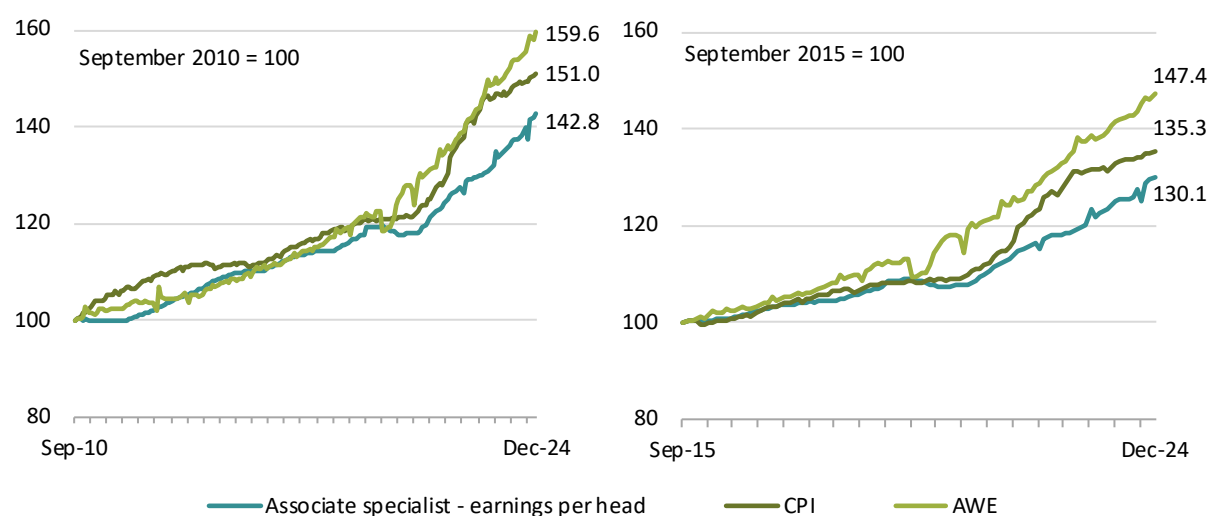 160
September 2010 = 100
159.6
151.0
140
142.8
120
100
80
Sep-10
Dec-24
160
September 2015 = 100
147.4
140
135.3
130.1
120
100
80
Sep-15
Dec-24
Associate specialist - earnings per head
CPI
AWE